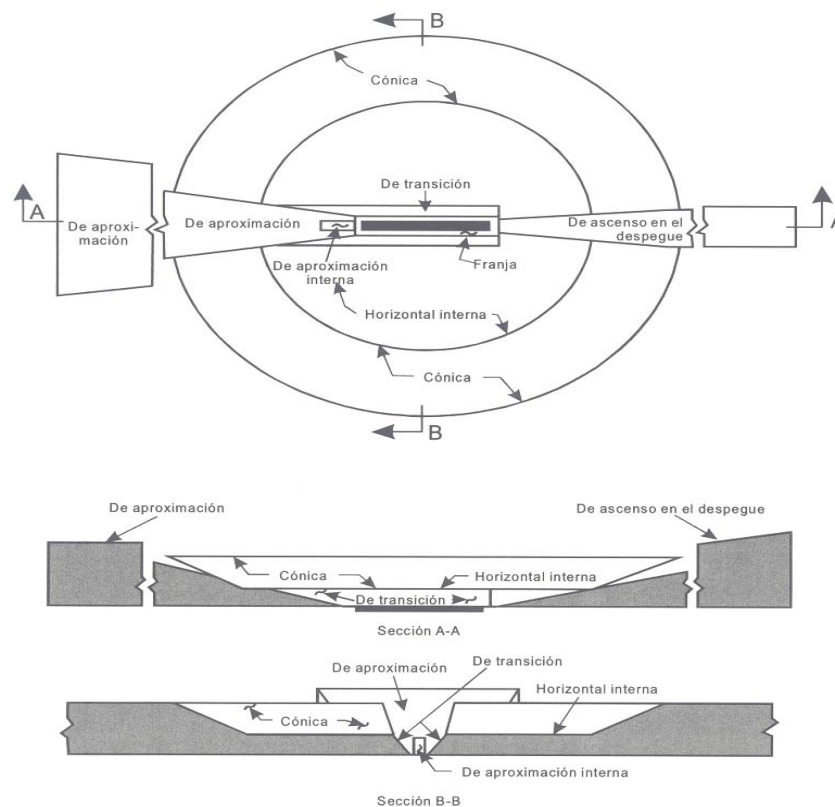 B
Cónica
De transición
A
De aproxi-
mación
De aproximación
De ascenso en el
despegue
A
De aproximación
interna
Franja
Horizontal interna
Cónica
B
De aproximación
De ascenso en el despegue
Cónica
Horizontal interna
De transición
Sección A-A
De aproximación
De transición
Horizontal interna
Cónica
De aproximación interna
Sección B-B